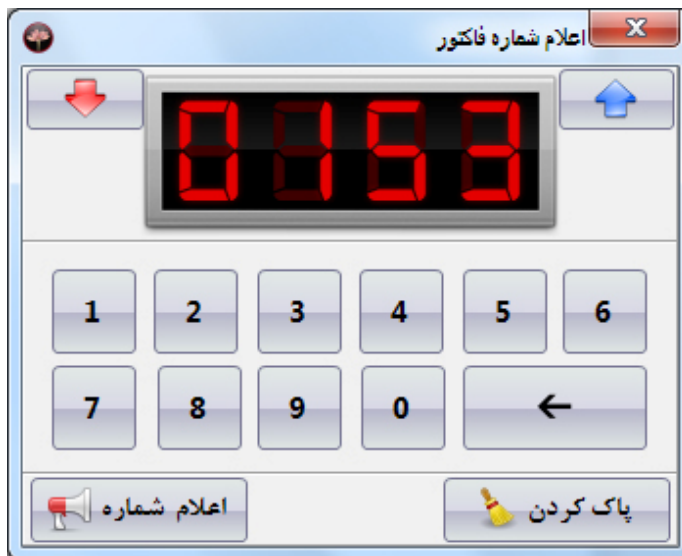 اعلام شماره فاکتور X
0153
1 2 3 4 5 6
7 8 9 0 ←
اعلام شماره
پاک کردن